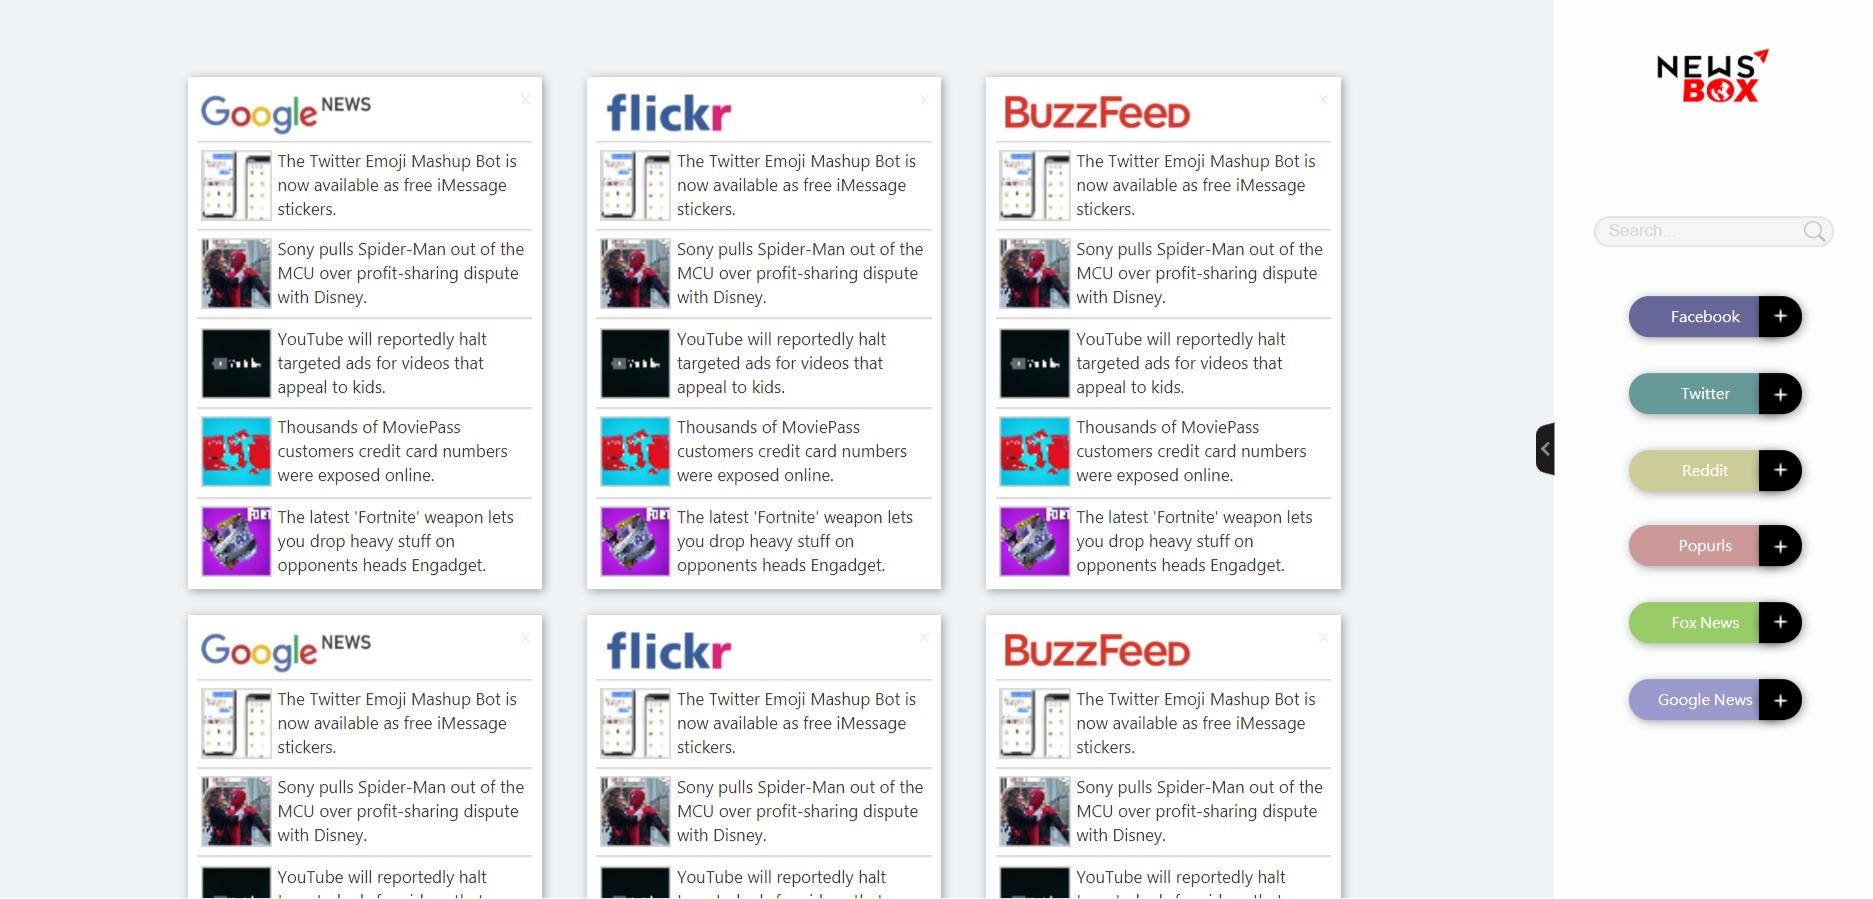 Google NEWS
x
The Twitter Emoji Mashup Bot is
now available as free iMessage
stickers.
Sony pulls Spider-Man out of the
MCU over profit-sharing dispute
with Disney.
YouTube will reportedly halt
targeted ads for videos that
appeal to kids.
Thousands of MoviePass
customers credit card numbers
were exposed online.
The latest 'Fortnite' weapon lets
you drop heavy stuff on
opponents heads Engadget.
flickr
x
The Twitter Emoji Mashup Bot is
now available as free iMessage
stickers.
Sony pulls Spider-Man out of the
MCU over profit-sharing dispute
with Disney.
YouTube will reportedly halt
targeted ads for videos that
appeal to kids.
Thousands of MoviePass
customers credit card numbers
were exposed online.
The latest 'Fortnite' weapon lets
you drop heavy stuff on
opponents heads Engadget.
BuzzFeed
x
The Twitter Emoji Mashup Bot is
now available as free iMessage
stickers.
Sony pulls Spider-Man out of the
MCU over profit-sharing dispute
with Disney.
YouTube will reportedly halt
targeted ads for videos that
appeal to kids.
Thousands of MoviePass
customers credit card numbers
were exposed online.
The latest 'Fortnite' weapon lets
you drop heavy stuff on
opponents heads Engadget.
Google NEWS
x
The Twitter Emoji Mashup Bot is
now available as free iMessage
stickers.
Sony pulls Spider-Man out of the
MCU over profit-sharing dispute
with Disney.
YouTube will reportedly halt
flickr
x
The Twitter Emoji Mashup Bot is
now available as free iMessage
stickers.
Sony pulls Spider-Man out of the
MCU over profit-sharing dispute
with Disney.
YouTube will reportedly halt
BuzzFeed
x
The Twitter Emoji Mashup Bot is
now available as free iMessage
stickers.
Sony pulls Spider-Man out of the
MCU over profit-sharing dispute
with Disney.
YouTube will reportedly halt
NEWS
BOX
Search...
Facebook +
Twitter +
Reddit +
Popurls +
Fox News +
Google News +